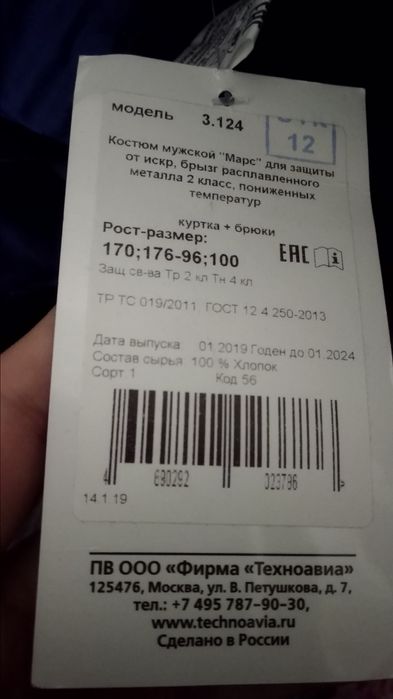 модель 3.124
ОТК
12
Костюм мужской "Марс" для защиты
от искр, брызг расплавленного
металла 2 класс, пониженных
температур
куртка + брюки
Рост-размер:
170;176-96;100
ЕАС
Защ св-ва Тр 2 кл Тн 4 кл
ТР ТС 019/2011 ГОСТ 12 4 250-2013
Дата выпуска 01.2019 Годен до 01.2024
Состав сырья 100 % Хлопок
Сорт 1 Код 56
4 680292 023786 >
14.1.19
ПВ ООО «Фирма «Техноавиа»
125476, Москва, ул. В. Петушкова, д. 7,
тел.: +7 495 787-90-30,
www.technoavia.ru
Сделано в России